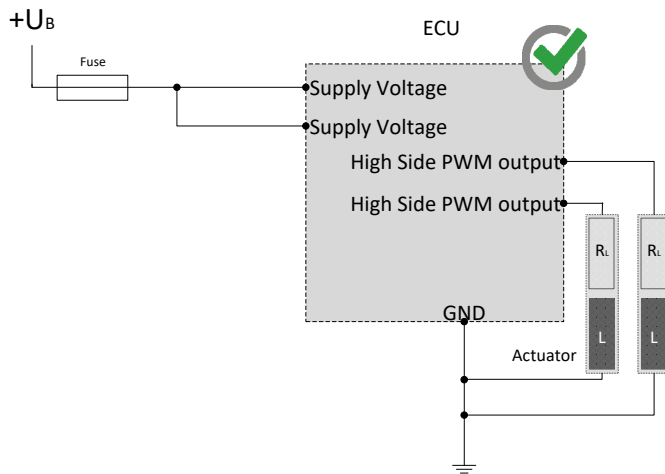 +UB
ECU
Fuse
Supply Voltage
Supply Voltage
High Side PWM output
High Side PWM output
RL
RL
GND
L
L
Actuator